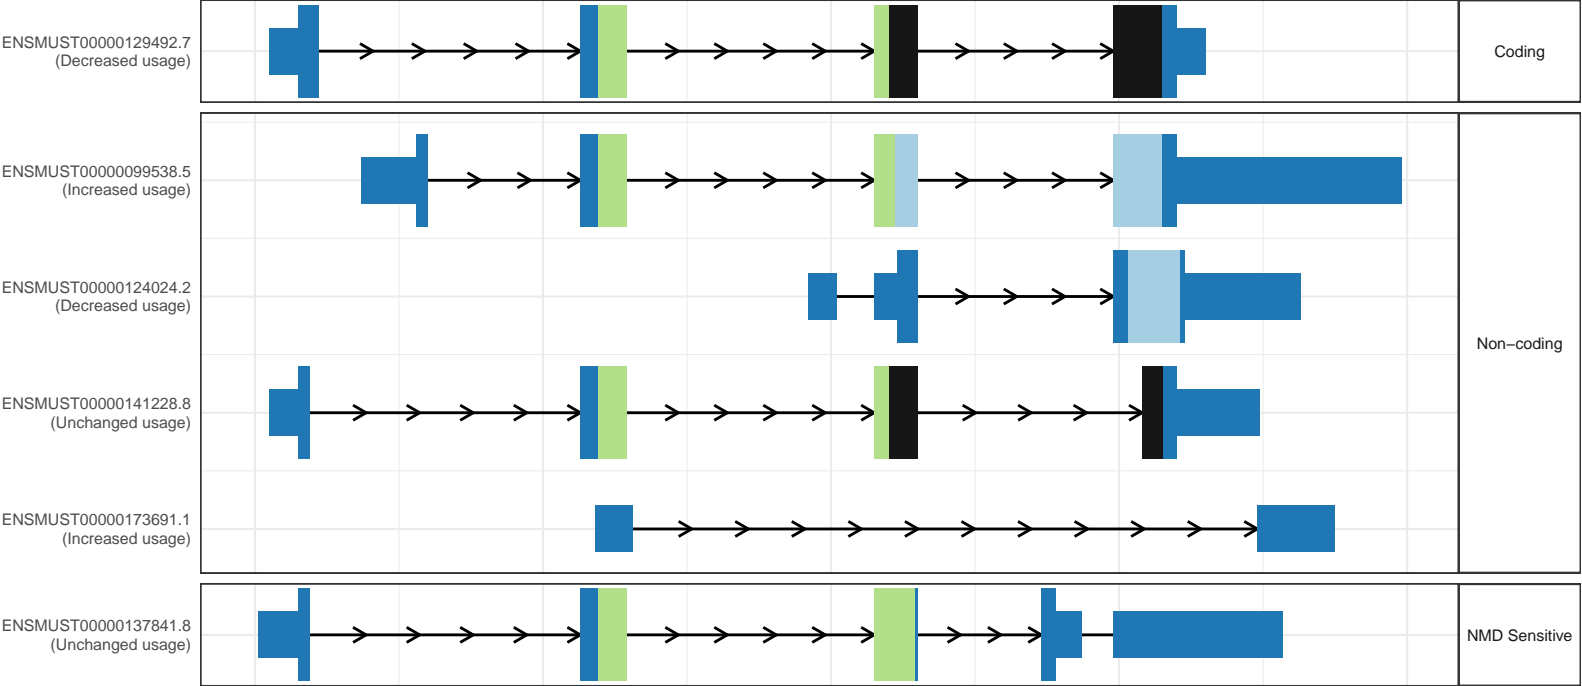 ENSMUST00000129492.7
(Decreased usage)
Coding
ENSMUST00000099538.5
(Increased usage)
ENSMUST00000124024.2
(Decreased usage)
Non−coding
ENSMUST00000141228.8
(Unchanged usage)
ENSMUST00000173691.1
(Increased usage)
ENSMUST00000137841.8
(Unchanged usage)
NMD Sensitive